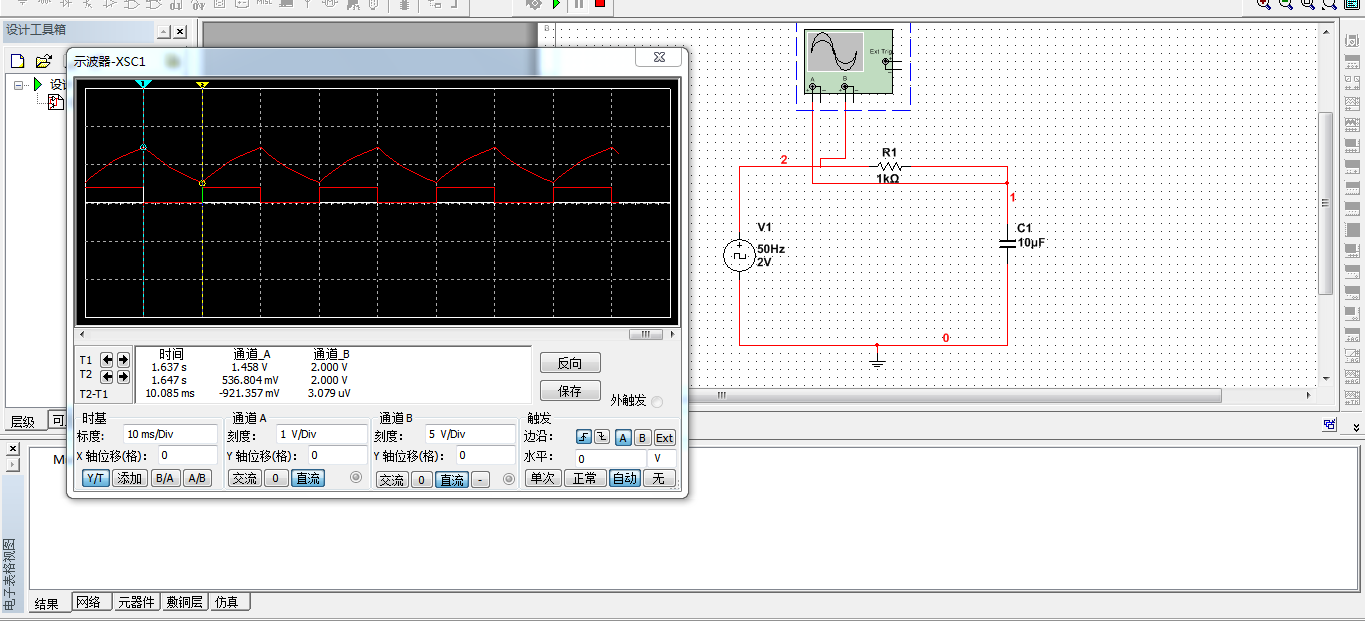 MISC
设计工具箱
示波器-XSC1
设计
B
Ext Trig
A
B
2
R1
1kΩ
1
V1
50Hz
2V
C1
10µF
0
1
2
T1
T2
T2-T1
时间 通道_A 通道_B
1.637 s 1.458 V 2.000 V
1.647 s 536.804 mV 2.000 V
10.085 ms -921.357 mV 3.079 uV
反向
保存
外触发
时基
标度: 10 ms/Div
X 轴位移(格): 0
Y/T 添加 B/A A/B
通道 A
刻度: 1 V/Div
Y 轴位移(格): 0
交流 0 直流
通道 B
刻度: 5 V/Div
Y 轴位移(格): 0
交流 0 直流 -
触发
边沿: A B Ext
水平: 0 V
单次 正常 自动 无
层级 可
M
电子表格视图
结果 网络 元器件 敷铜层 仿真